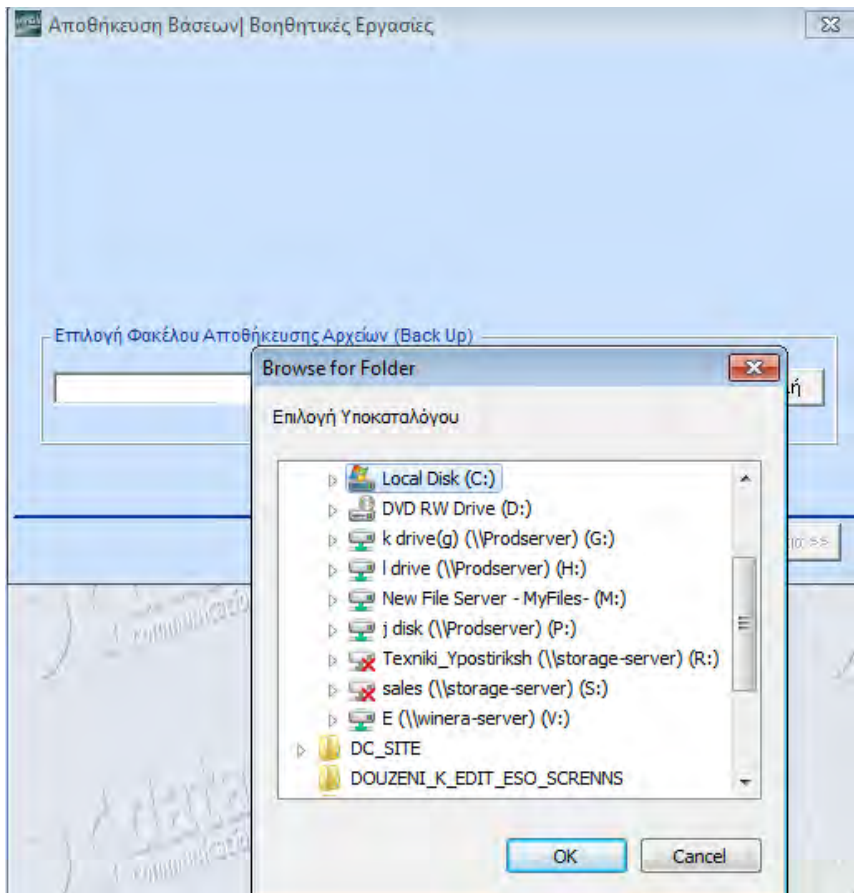 Αποθήκευση Βάσεων| Βοηθητικές Εργασίες
Επιλογή Φακέλου Αποθήκευσης Αρχείων (Back Up)
Browse for Folder
Επιλογή Υποκαταλόγου
Local Disk (C:)
DVD RW Drive (D:)
k drive(g) (\\Prodserver) (G:)
l drive (\\Prodserver) (H:)
New File Server - MyFiles- (M:)
j disk (\\Prodserver) (P:)
Texniki_Ypostiriksh (\\storage-server) (R:)
sales (\\storage-server) (S:)
E (\\winera-server) (V:)
DC_SITE
DOUZENI_K_EDIT_ESO_SCRENNS
OK Cancel